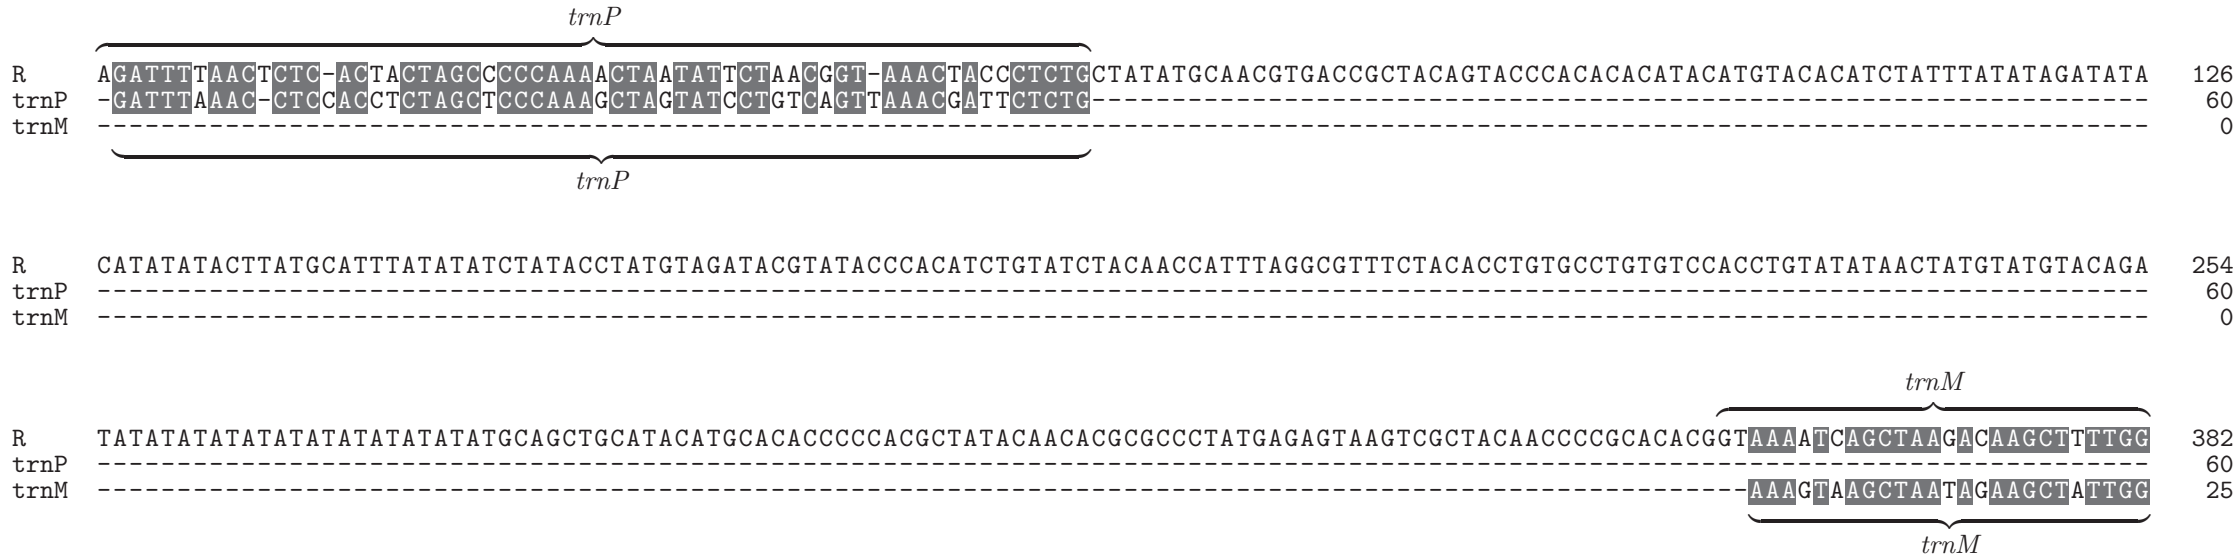 trnP
R AGATTTTAACTCTC-ACTACTAGCCCCCAAAACTAATATTCTAACGGT-AAACTACCCTCTGCTATATGCAACGTGACCGCTACAGTACCCACACACATACATGTACACATCTATTTATATAGATATA 126
trnP -GATTTAAAC-CTCCACCTCTAGCTCCCAAAGCTAGTATCCTGTCAGTTAAACGATTCTCTG------------------------------------------------------------------ 60
trnM -------------------------------------------------------------------------------------------------------------------------------- 0
trnP
R CATATATACTTATGCATTTATATATCTATACCTATGTAGATACGTATACCCACATCTGTATCTACAACCATTTAGGCGTTTCTACACCTGTGCCTGTGTCCACCTGTATATAACTATGTATGTACAGA 254
trnP -------------------------------------------------------------------------------------------------------------------------------- 60
trnM -------------------------------------------------------------------------------------------------------------------------------- 0
trnM
R TATATATATATATATATATATATATATGCAGCTGCATACATGCACACCCCCACGCTATACAACACGCGCCCTATGAGAGTAAGTCGCTACAACCCCGCACACGGTAAAATCAGCTAAGACAAGCTTTTGG 382
trnP -------------------------------------------------------------------------------------------------------------------------------- 60
trnM -------------------------------------------------------------------------------------------------------AAAGTAAGCTAATAGAAGCTATTGG 25
trnM